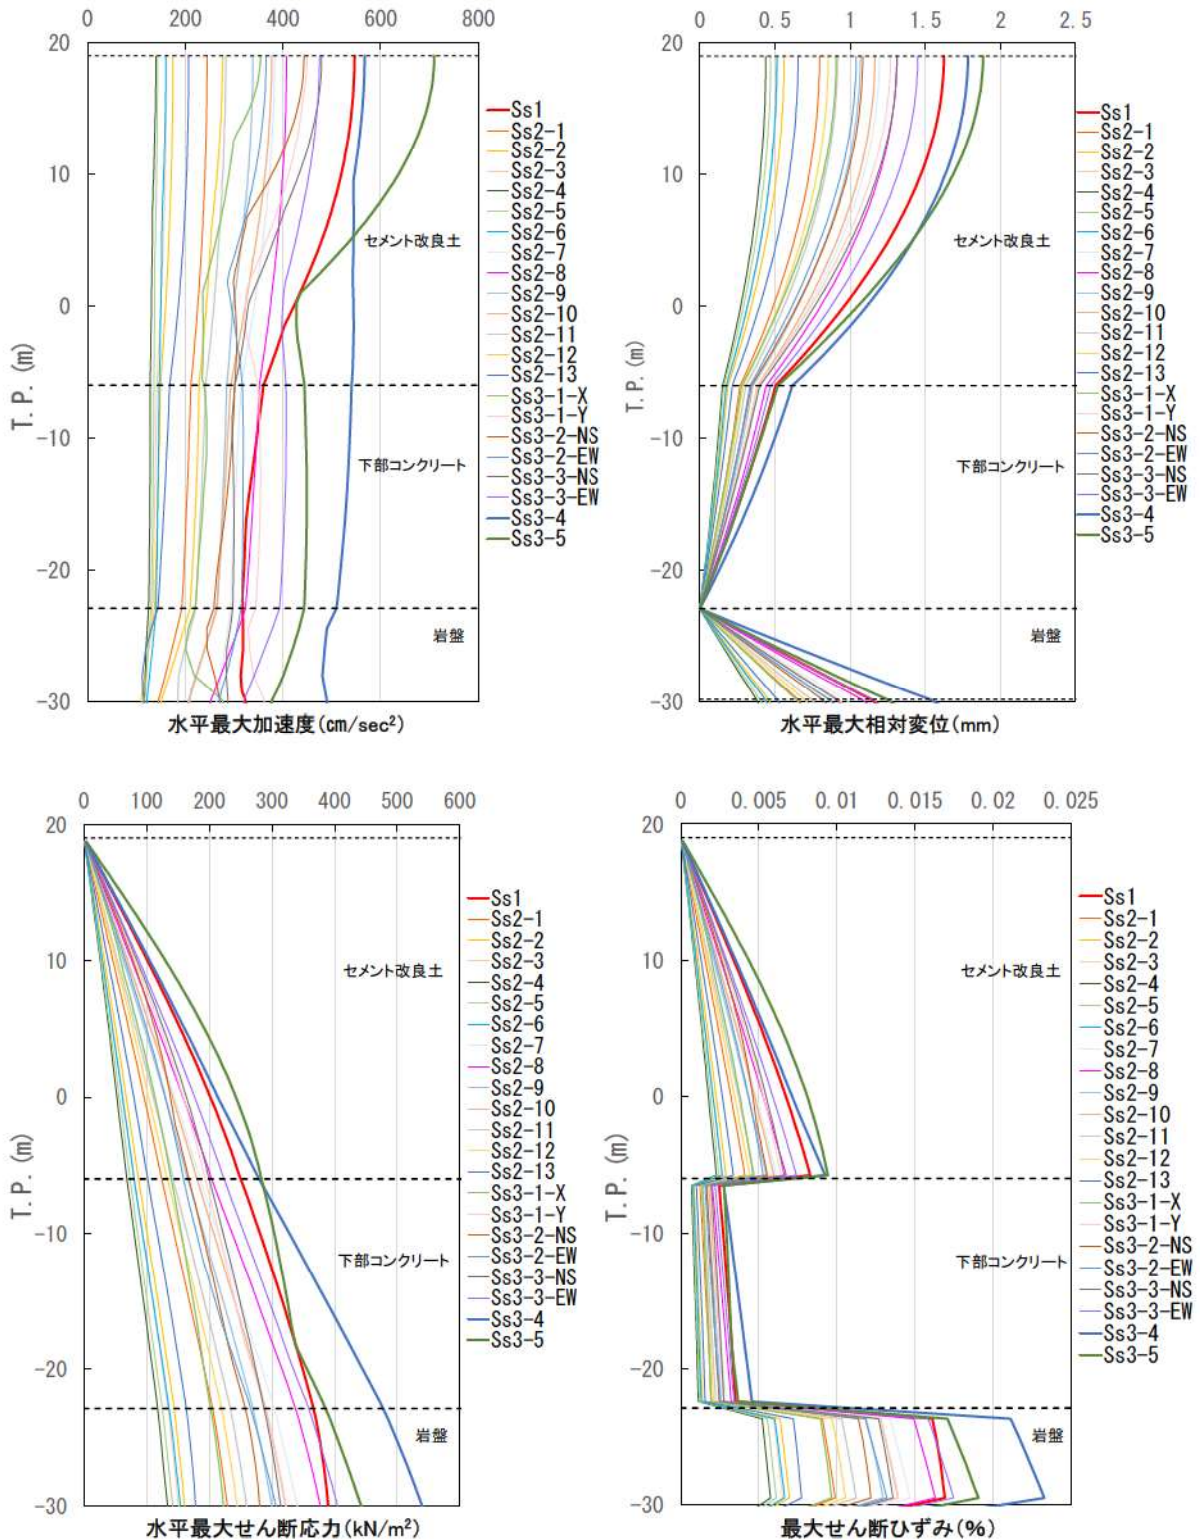 0 200 400 600 800
20
10
0
-10
-20
-30
T.P.(m)
セメント改良土
下部コンクリート
岩盤
水平最大加速度(㎝/sec²)
Ss1
Ss2-1
Ss2-2
Ss2-3
Ss2-4
Ss2-5
Ss2-6
Ss2-7
Ss2-8
Ss2-9
Ss2-10
Ss2-11
Ss2-12
Ss2-13
Ss3-1-X
Ss3-1-Y
Ss3-2-NS
Ss3-2-EW
Ss3-3-NS
Ss3-3-EW
Ss3-4
Ss3-5
0 0.5 1 1.5 2 2.5
20
10
0
-10
-20
-30
T.P.(m)
セメント改良土
下部コンクリート
岩盤
水平最大相対変位(mm)
Ss1
Ss2-1
Ss2-2
Ss2-3
Ss2-4
Ss2-5
Ss2-6
Ss2-7
Ss2-8
Ss2-9
Ss2-10
Ss2-11
Ss2-12
Ss2-13
Ss3-1-X
Ss3-1-Y
Ss3-2-NS
Ss3-2-EW
Ss3-3-NS
Ss3-3-EW
Ss3-4
Ss3-5
0 100 200 300 400 500 600
20
10
0
-10
-20
-30
T.P.(m)
セメント改良土
下部コンクリート
岩盤
水平最大せん断応力(kN/m²)
Ss1
Ss2-1
Ss2-2
Ss2-3
Ss2-4
Ss2-5
Ss2-6
Ss2-7
Ss2-8
Ss2-9
Ss2-10
Ss2-11
Ss2-12
Ss2-13
Ss3-1-X
Ss3-1-Y
Ss3-2-NS
Ss3-2-EW
Ss3-3-NS
Ss3-3-EW
Ss3-4
Ss3-5
0 0.005 0.01 0.015 0.02 0.025
20
10
0
-10
-20
-30
T.P.(m)
セメント改良土
下部コンクリート
岩盤
最大せん断ひずみ(%)
Ss1
Ss2-1
Ss2-2
Ss2-3
Ss2-4
Ss2-5
Ss2-6
Ss2-7
Ss2-8
Ss2-9
Ss2-10
Ss2-11
Ss2-12
Ss2-13
Ss3-1-X
Ss3-1-Y
Ss3-2-NS
Ss3-2-EW
Ss3-3-NS
Ss3-3-EW
Ss3-4
Ss3-5